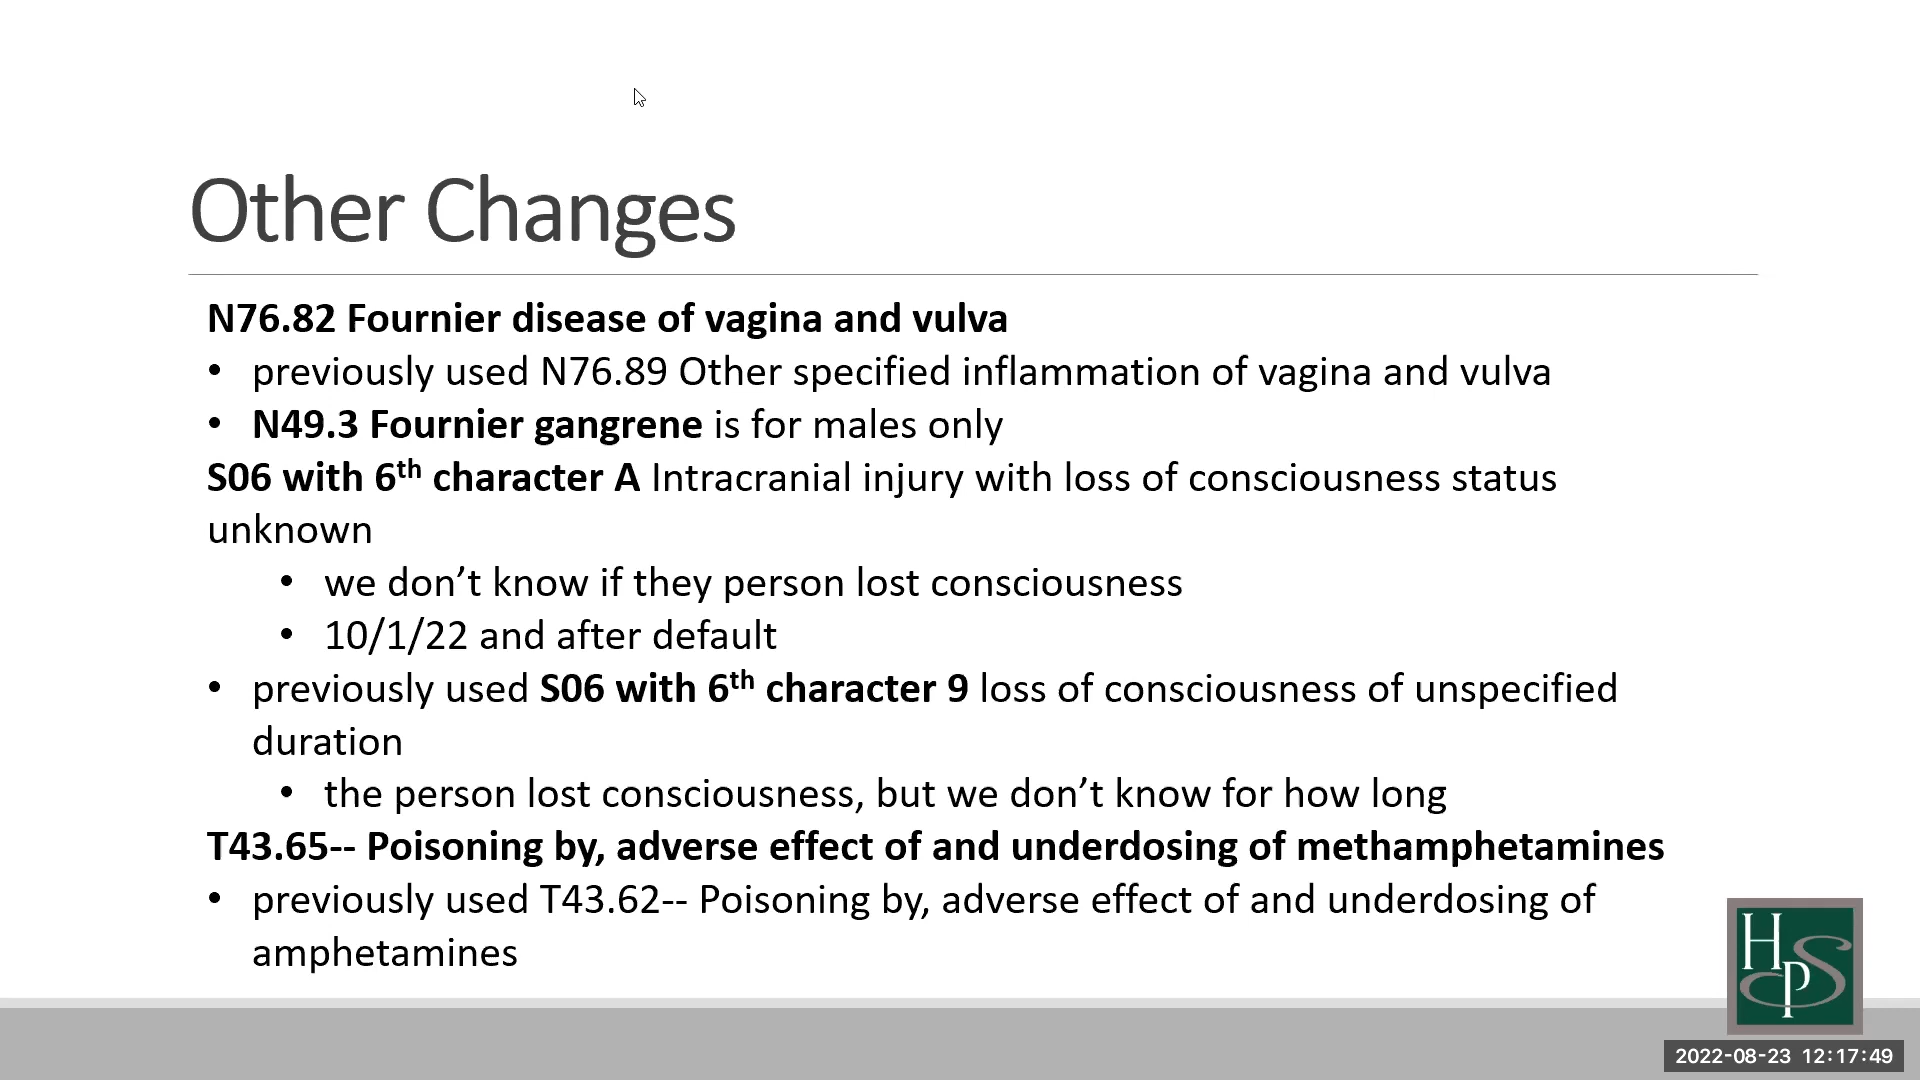 Other Changes
N76.82 Fournier disease of vagina and vulva
• previously used N76.89 Other specified inflammation of vagina and vulva
• N49.3 Fournier gangrene is for males only
S06 with 6th character A Intracranial injury with loss of consciousness status
unknown
• we don’t know if they person lost consciousness
• 10/1/22 and after default
• previously used S06 with 6th character 9 loss of consciousness of unspecified
duration
• the person lost consciousness, but we don’t know for how long
T43.65-- Poisoning by, adverse effect of and underdosing of methamphetamines
• previously used T43.62-- Poisoning by, adverse effect of and underdosing of
amphetamines
HPS
2022-08-23 12:17:49